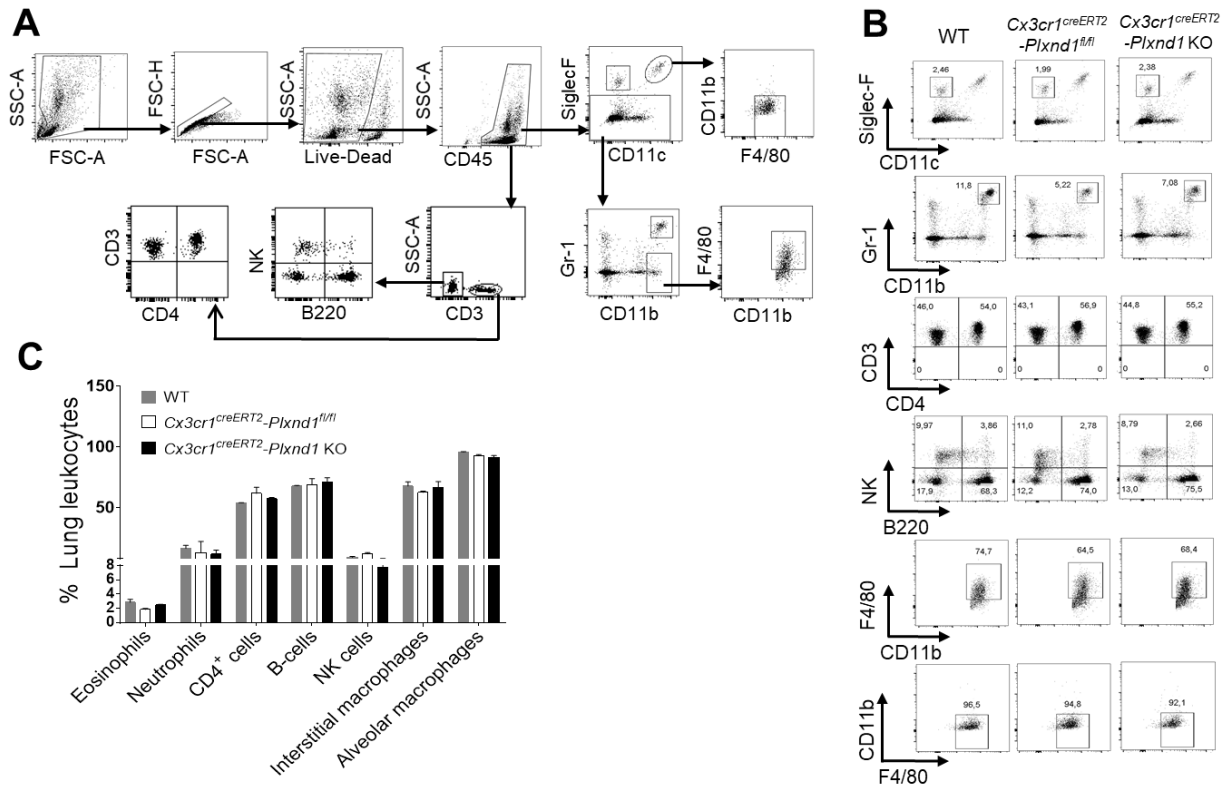 A
SSC-A
FSC-A
FSC-H
FSC-A
SSC-A
Live-Dead
SSC-A
CD45
SiglecF
CD11c
CD11b
F4/80
CD3
CD4
NK
B220
SSC-A
CD3
Gr-1
CD11b
F4/80
CD11b
B
WT
Cx3cr1creERT2
-Plxnd1fl/fl
Cx3cr1creERT2
-Plxnd1 KO
Siglec-F
2,46
1,99
2,38
CD11c
Gr-1
11,8
5,22
7,08
CD11b
CD3
46,0 54,0
0 0
43,1 56,9
0 0
44,8 55,2
0 0
CD4
NK
9,97 3,86
17,9 68,3
11,0 2,78
12,2 74,0
8,79 2,66
13,0 75,5
B220
F4/80
74,7
64,5
68,4
CD11b
CD11b
96,5
94,8
92,1
F4/80
C
% Lung leukocytes
150
100
50
8
6
4
2
0
WT
Cx3cr1creERT2-Plxnd1fl/fl
Cx3cr1creERT2-Plxnd1 KO
Eosinophils
Neutrophils
CD4+ cells
B-cells
NK cells
Interstitial macrophages
Alveolar macrophages